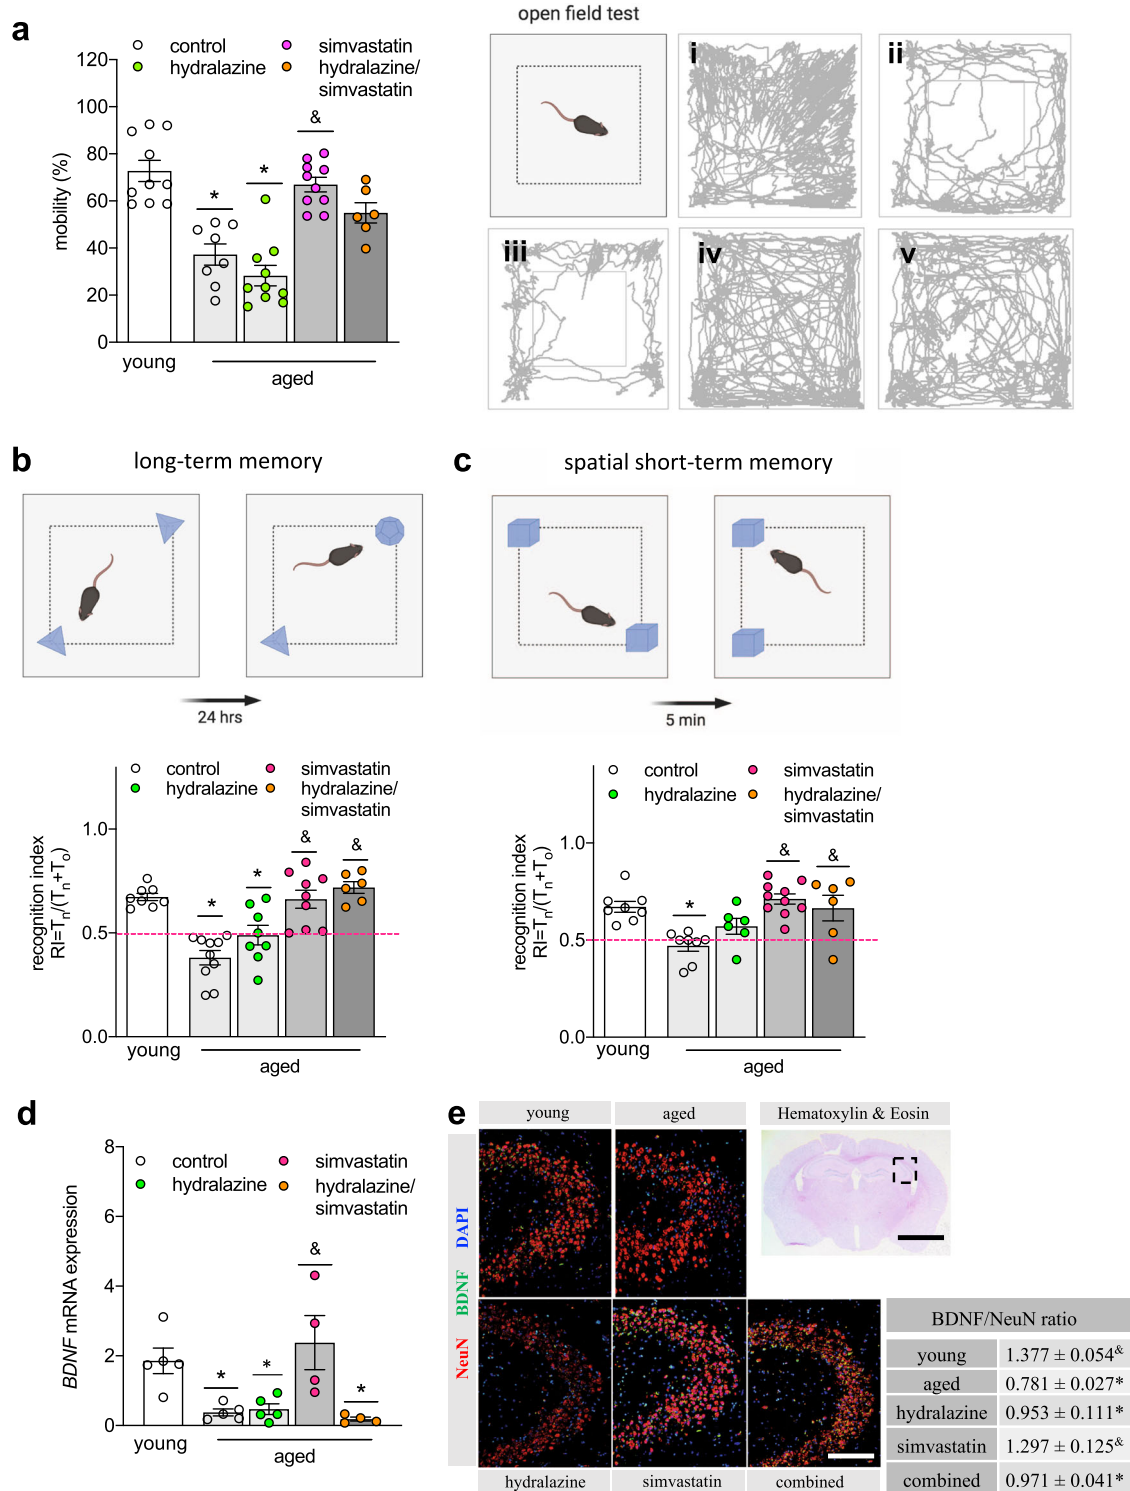 a
open field test
control
simvastatin
hydralazine
hydralazine/
simvastatin
mobility (%)
120
100
80
60
40
20
0
*
*
&
young
aged
i
ii
iii
iv
v
b
long-term memory
24 hrs
c
spatial short-term memory
5 min
control
simvastatin
hydralazine
hydralazine/
simvastatin
recognition index
RI=Tn/(Tn+To)
1.0
0.5
0.0
*
*
&
&
young
aged
control
simvastatin
hydralazine
hydralazine/
simvastatin
recognition index
RI=Tn/(Tn+To)
1.0
0.5
0.0
*
&
&
young
aged
d
control
simvastatin
hydralazine
hydralazine/
simvastatin
BDNF mRNA expression
8
6
4
2
0
*
*
&
*
young
aged
e
young
aged
Hematoxylin & Eosin
NeuN BDNF DAPI
hydralazine
simvastatin
combined
BDNF/NeuN ratio
young 1.377 ± 0.054&
aged 0.781 ± 0.027*
hydralazine 0.953 ± 0.111*
simvastatin 1.297 ± 0.125&
combined 0.971 ± 0.041*